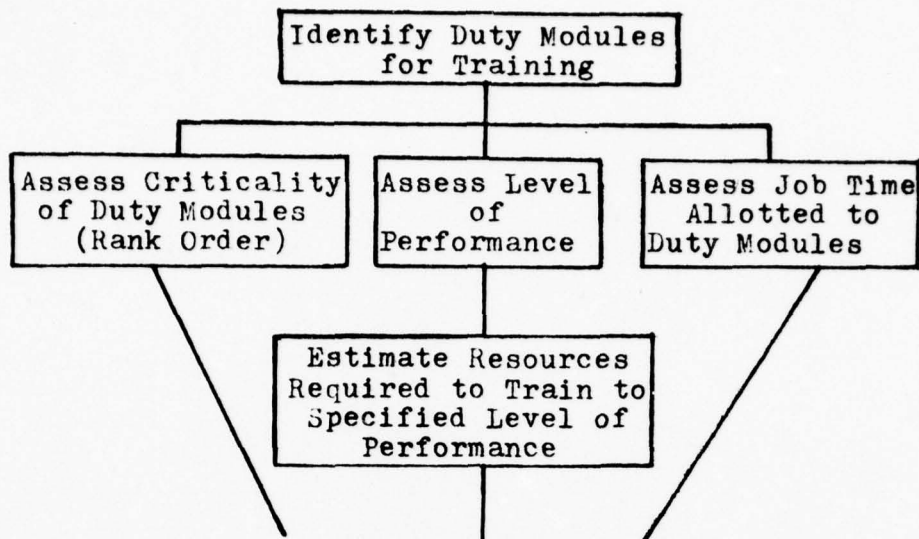 Identify Duty Modules
for Training
Assess Criticality
of Duty Modules
(Rank Order)
Assess Level
of
Performance
Assess Job Time
Allotted to
Duty Modules
Estimate Resources
Required to Train to
Specified Level of
Performance